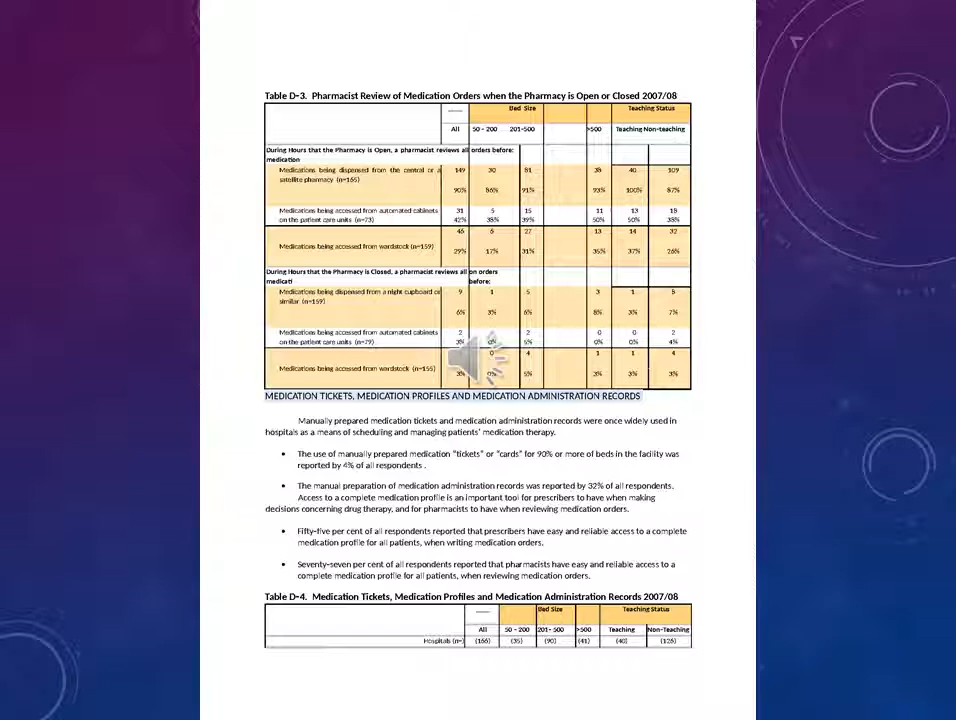 Table D-3. Pharmacist Review of Medication Orders when the Pharmacy is Open or Closed 2007/08
Bed Size Teaching Status
All 50 - 200 201-500 >500 Teaching Non-teaching
During Hours that the Pharmacy is Open, a pharmacist reviews all orders before:
medication
Medications being dispensed from the central or a 149 30 81 38 40 109
satellite pharmacy (n=165)
90% 86% 91% 93% 100% 87%
Medications being accessed from automated cabinets 31 5 15 11 13 18
on the patient care units (n=73) 42% 38% 39% 50% 50% 38%
46 6 27 13 14 32
Medications being accessed from wardstock (n=159) 29% 17% 31% 35% 37% 26%
During Hours that the Pharmacy is Closed, a pharmacist reviews all on orders
medicati before:
Medications being dispensed from a night cupboard or 9 1 5 3 1 8
similar (n=159)
6% 3% 6% 8% 3% 7%
Medications being accessed from automated cabinets 2 2 0 0 2
on the patient care units (n=79) 3% 0% 5% 0% 0% 4%
0 4 1 1 4
Medications being accessed from wardstock (n=155) 3% 0% 5% 3% 3% 3%
MEDICATION TICKETS, MEDICATION PROFILES AND MEDICATION ADMINISTRATION RECORDS
Manually prepared medication tickets and medication administration records were once widely used in
hospitals as a means of scheduling and managing patients' medication therapy.
• The use of manually prepared medication "tickets" or "cards" for 90% or more of beds in the facility was
reported by 4% of all respondents .
• The manual preparation of medication administration records was reported by 32% of all respondents.
Access to a complete medication profile is an important tool for prescribers to have when making
decisions concerning drug therapy, and for pharmacists to have when reviewing medication orders.
• Fifty-five per cent of all respondents reported that prescribers have easy and reliable access to a complete
medication profile for all patients, when writing medication orders.
• Seventy-seven per cent of all respondents reported that pharmacists have easy and reliable access to a
complete medication profile for all patients, when reviewing medication orders.
Table D-4. Medication Tickets, Medication Profiles and Medication Administration Records 2007/08
Bed Size Teaching Status
All 50 - 200 201- 500 >500 Teaching Non-Teaching
Hospitals (n=) (166) (35) (90) (41) (40) (126)